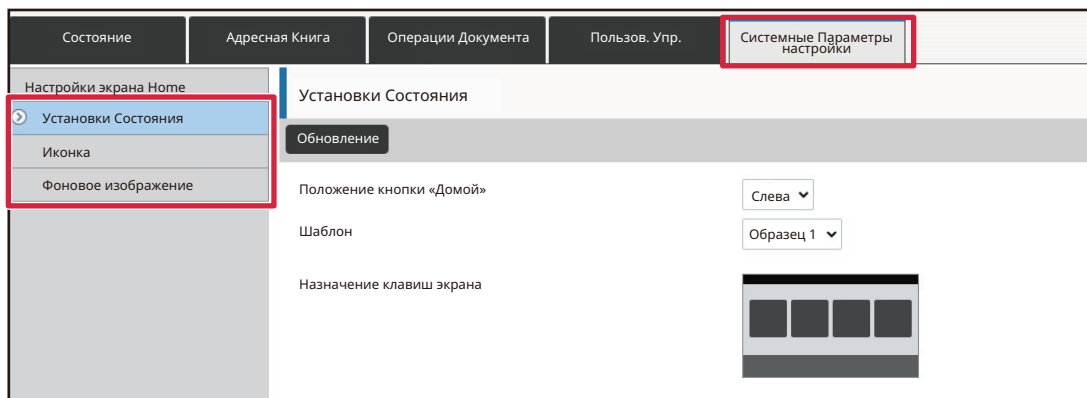 Состояние
Адресная Книга
Операции Документа
Пользов. Упр.
Системные Параметры
настройки
Настройки экрана Home
Установки Состояния
Иконка
Фоновое изображение
Установки Состояния
Обновление
Положение кнопки «Домой»
Слева
Шаблон
Образец 1
Назначение клавиш экрана